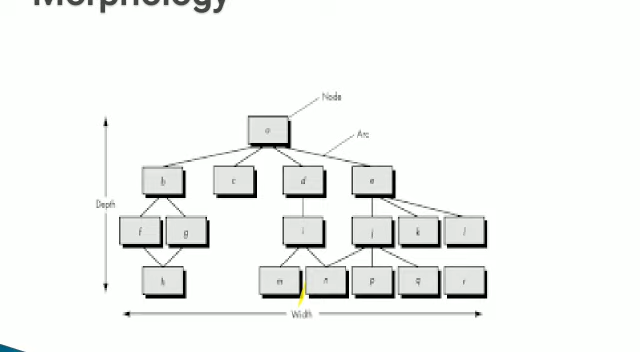 Morphology
Node
a
Arc
b c d e
Depth
f g i j k l
h m n p q r
Width